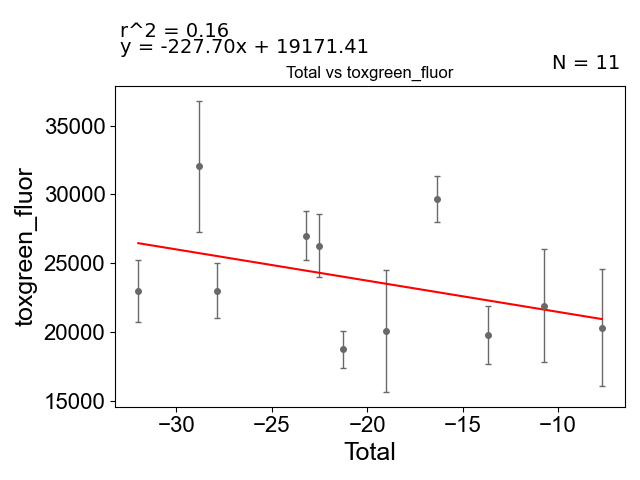 r^2 = 0.16
y = -227.70x + 19171.41
N = 11
Total vs toxgreen_fluor
35000
30000
25000
20000
15000
toxgreen_fluor
−30
−25
−20
−15
−10
Total